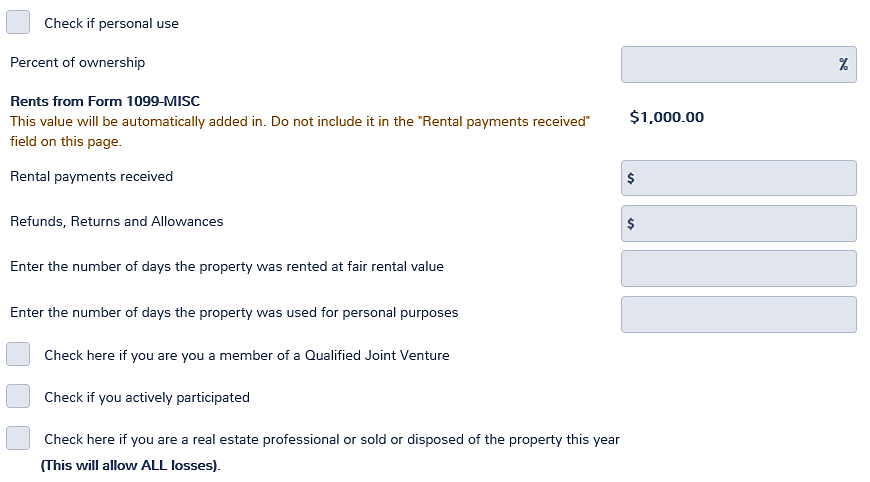 Check if personal use
Percent of ownership
%
Rents from Form 1099-MISC
This value will be automatically added in. Do not include it in the "Rental payments received"
field on this page.
$1,000.00
Rental payments received
$
Refunds, Returns and Allowances
$
Enter the number of days the property was rented at fair rental value
Enter the number of days the property was used for personal purposes
Check here if you are you a member of a Qualified Joint Venture
Check if you actively participated
Check here if you are a real estate professional or sold or disposed of the property this year
(This will allow ALL losses).